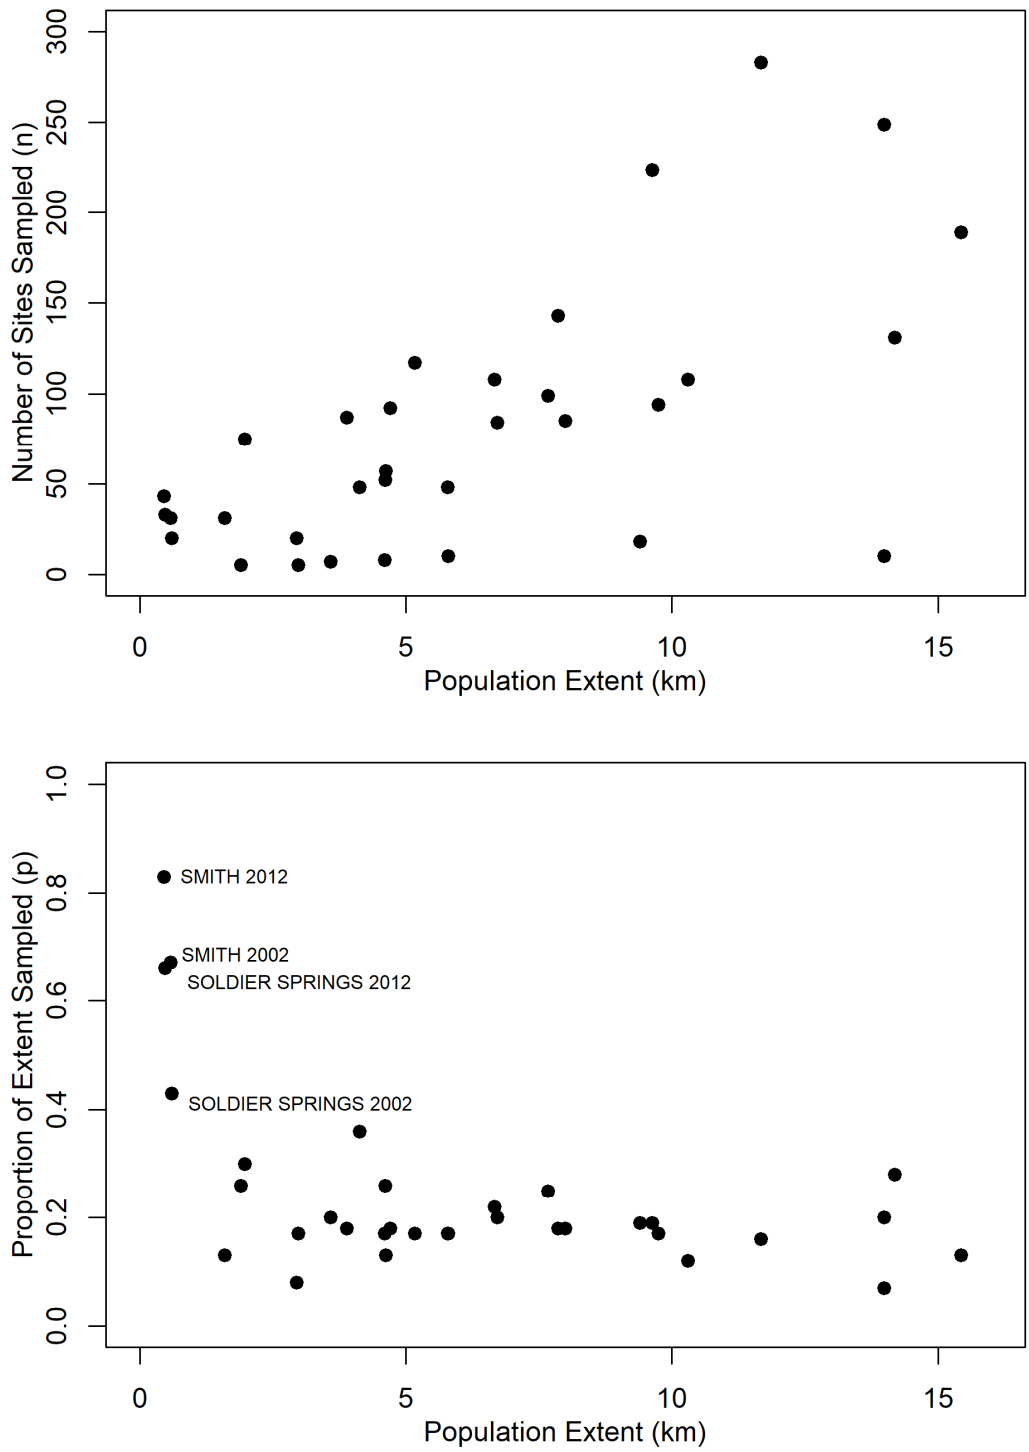 Number of Sites Sampled (n)
300
250
200
150
100
50
0
0 5 10 15
Population Extent (km)
Proportion of Extent Sampled (p)
1.0
0.8
0.6
0.4
0.2
0.0
SMITH 2012
SMITH 2002
SOLDIER SPRINGS 2012
SOLDIER SPRINGS 2002
0 5 10 15
Population Extent (km)